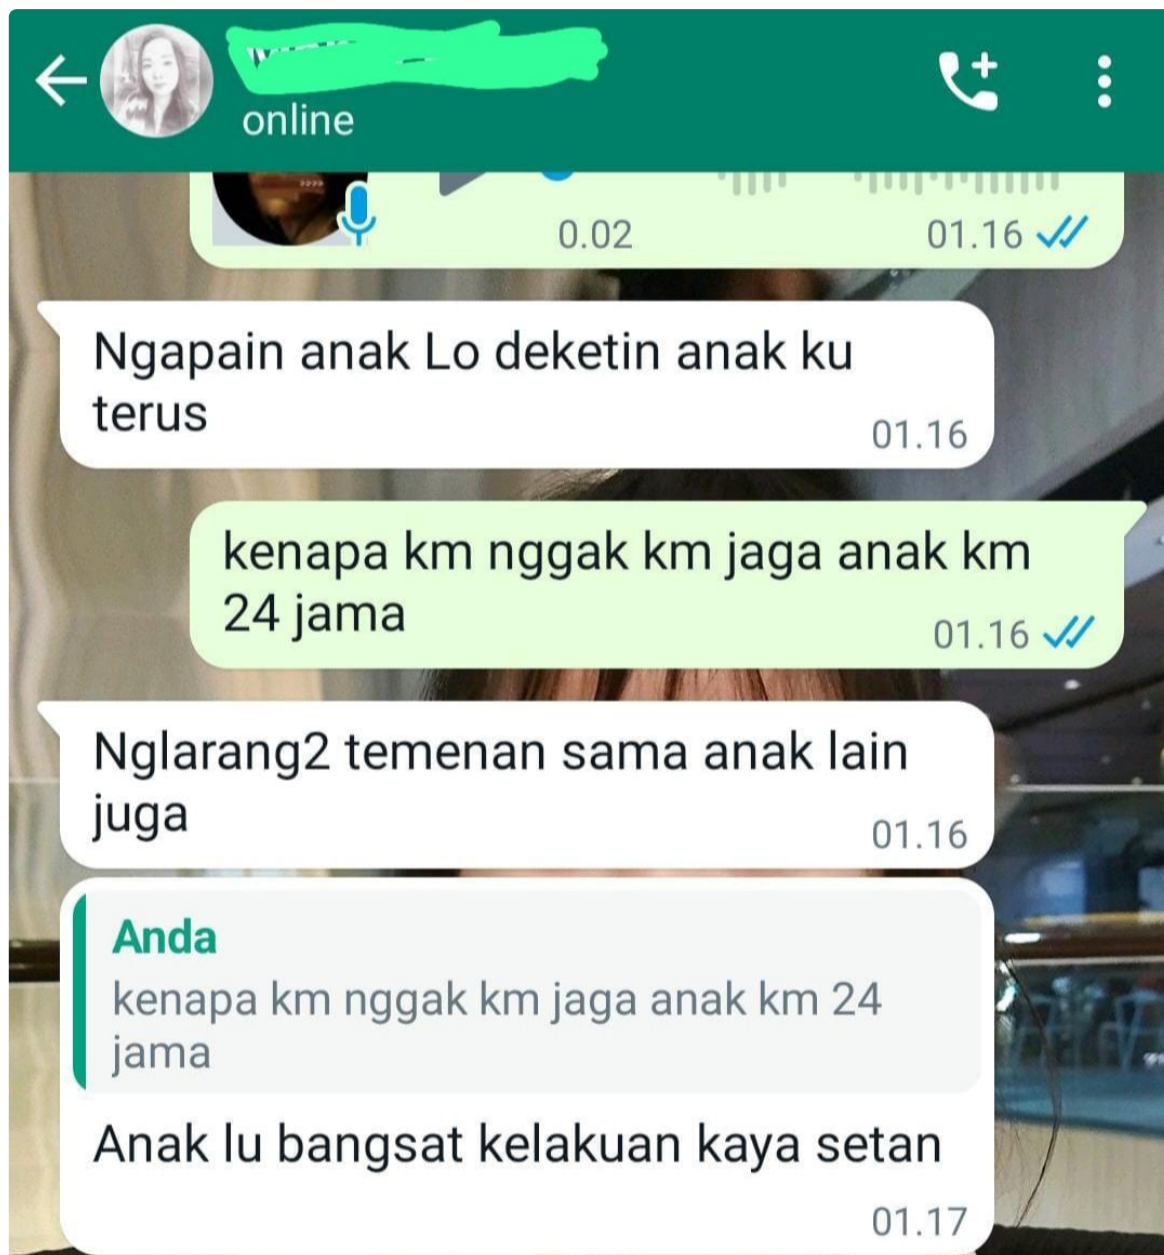 online
0.02
01.16
Ngapain anak Lo deketin anak ku
terus
01.16
kenapa km nggak km jaga anak km
24 jama
01.16
Nglarang2 temenan sama anak lain
juga
01.16
Anda
kenapa km nggak km jaga anak km 24
jama
Anak lu bangsat kelakuan kaya setan
01.17